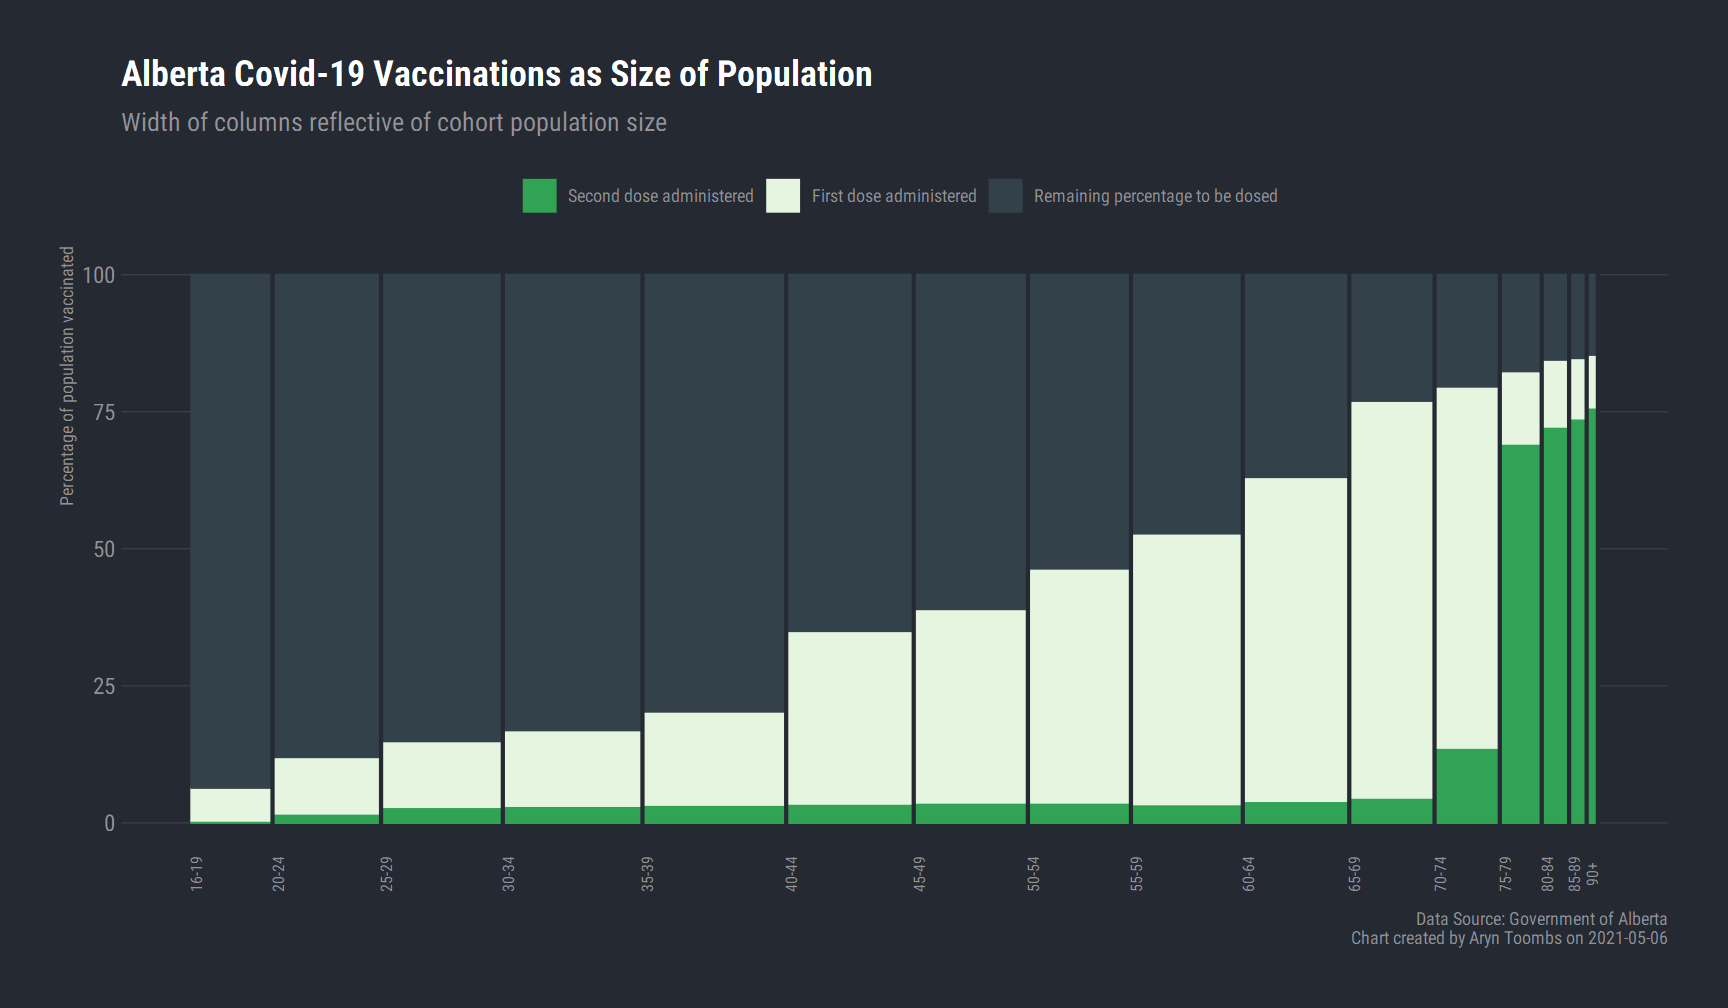 Alberta Covid-19 Vaccinations as Size of Population
Width of columns reflective of cohort population size
Second dose administered
First dose administered
Remaining percentage to be dosed
Percentage of population vaccinated
100
75
50
25
0
16-19
20-24
25-29
30-34
35-39
40-44
45-49
50-54
55-59
60-64
65-69
70-74
75-79
80-84
85-89
90+
Data Source: Government of Alberta
Chart created by Aryn Toombs on 2021-05-06